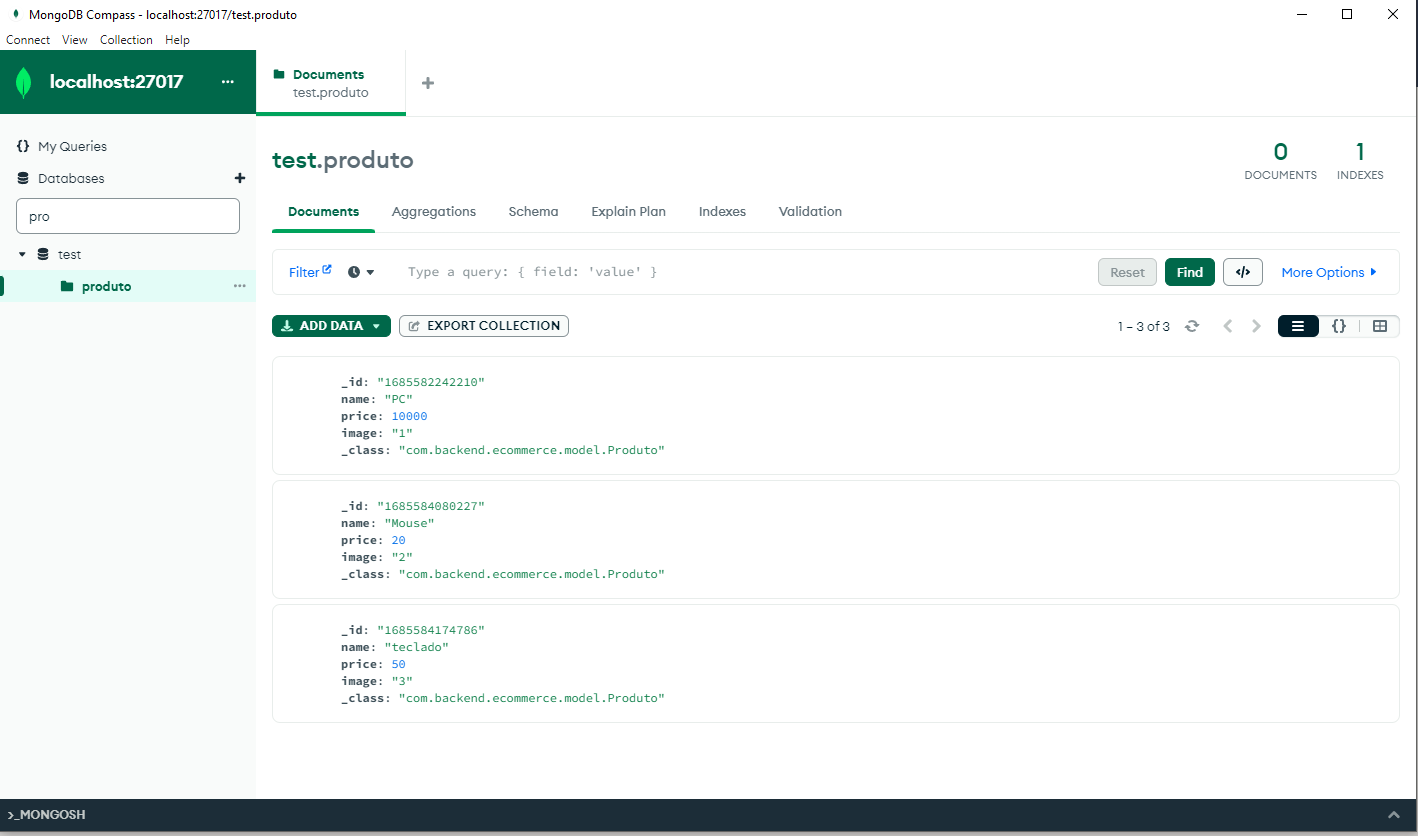 MongoDB Compass - localhost:27017/test.produto
Connect View Collection Help
localhost:27017 ...
Documents
test.produto
My Queries
Databases
pro
test
produto ...
test.produto
0
DOCUMENTS
1
INDEXES
Documents Aggregations Schema Explain Plan Indexes Validation
Filter Type a query: { field: 'value' } Reset Find </> More Options
ADD DATA EXPORT COLLECTION 1 – 3 of 3 {}
_id: "1685582242210"
name: "PC"
price: 10000
image: "1"
_class: "com.backend.ecommerce.model.Produto"
_id: "1685584080227"
name: "Mouse"
price: 20
image: "2"
_class: "com.backend.ecommerce.model.Produto"
_id: "1685584174786"
name: "teclado"
price: 50
image: "3"
_class: "com.backend.ecommerce.model.Produto"
>_MONGOSH